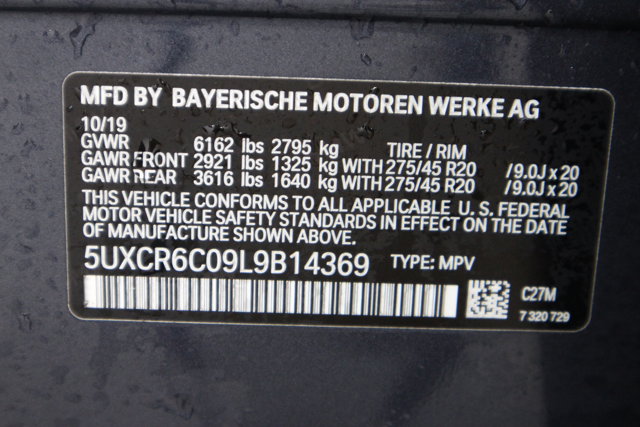 MFD BY BAYERISCHE MOTOREN WERKE AG
10/19
GVWR 6162 lbs 2795 kg TIRE / RIM
GAWR FRONT 2921 lbs 1325 kg WITH 275/45 R20 /9.0J x 20
GAWR REAR 3616 lbs 1640 kg WITH 275/45 R20 /9.0J x 20
THIS VEHICLE CONFORMS TO ALL APPLICABLE U. S. FEDERAL
MOTOR VEHICLE SAFETY STANDARDS IN EFFECT ON THE DATE
OF MANUFACTURE SHOWN ABOVE.
5UXCR6C09L9B14369 TYPE: MPV
C27M
7 320 729